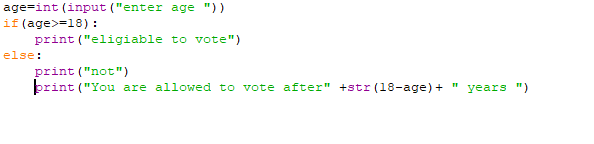 age=int(input("enter age "))
if(age>=18):
    print("eligiable to vote")
else:
    print("not")
    print("You are allowed to vote after" +str(18-age)+ " years ")